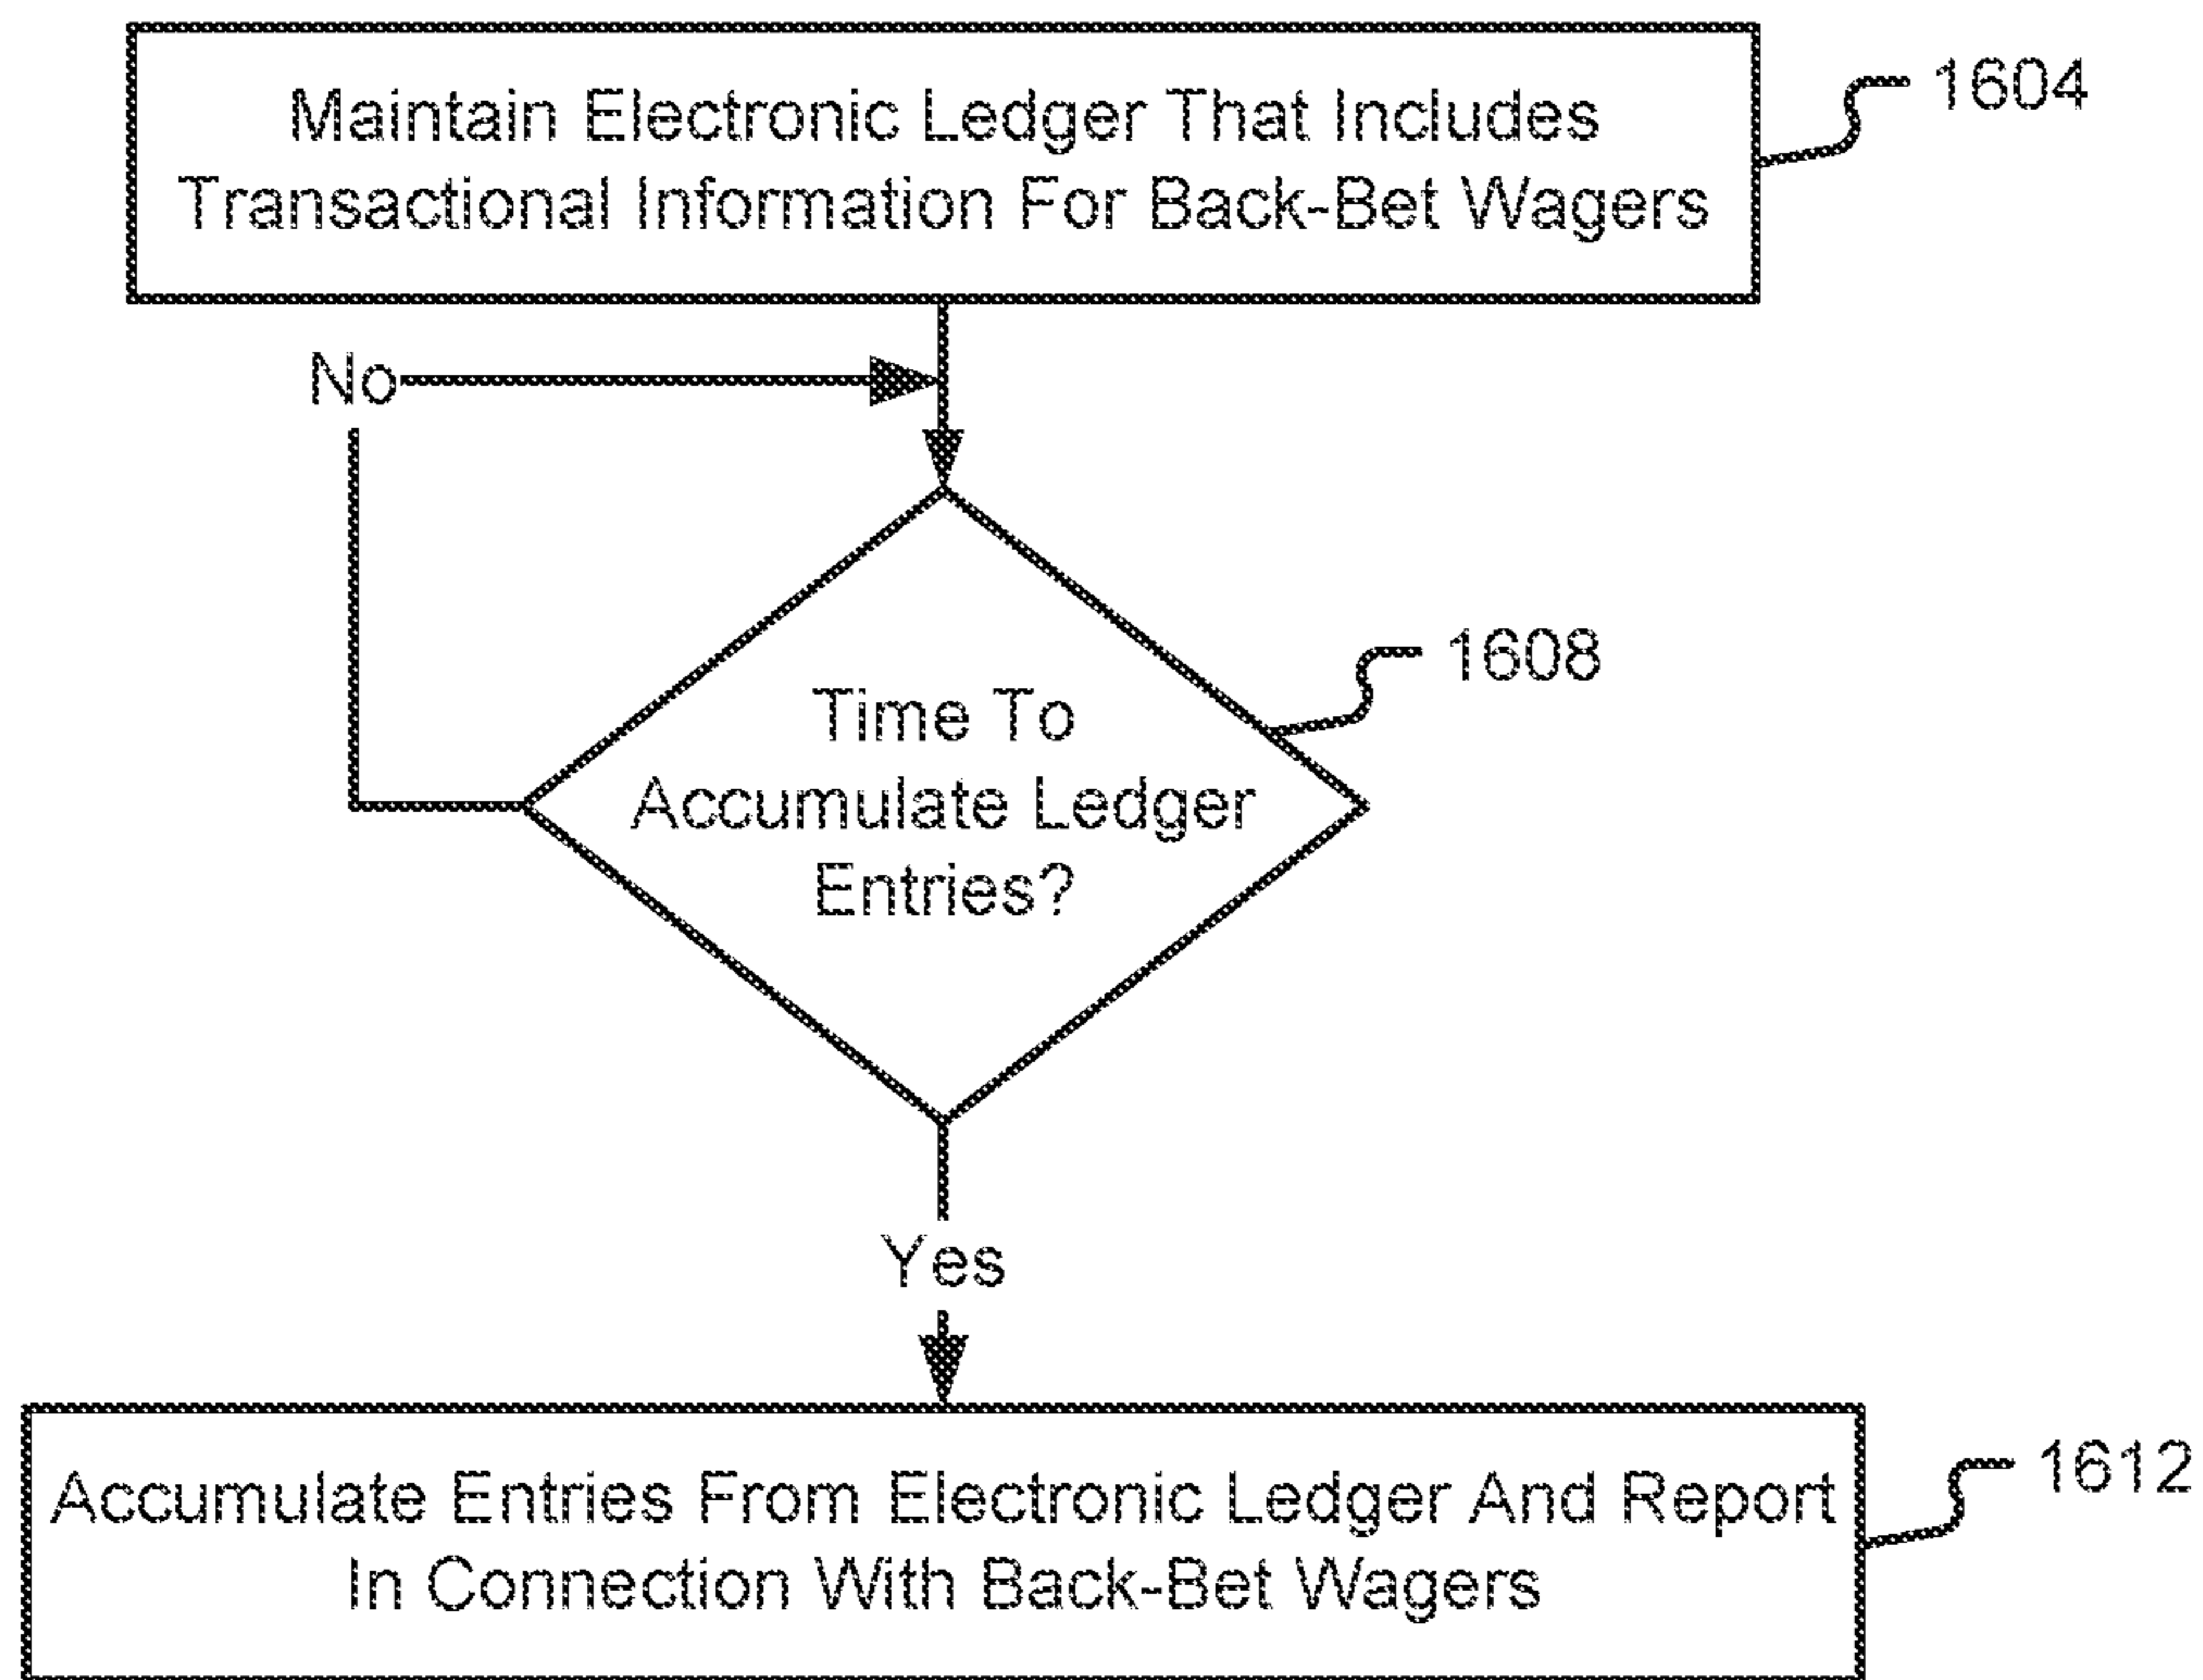 Maintain Electronic Ledger That Includes
Transactional Information For Back-Bet Wagers
1604
No
Time To
Accumulate Ledger
Entries?
1608
Yes
Accumulate Entries From Electronic Ledger And Report
In Connection With Back-Bet Wagers
1612